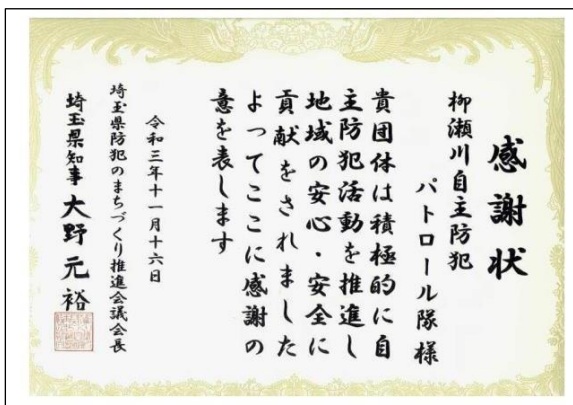 感謝状
柳瀬川自主防犯
パトロール隊様
貴団体は積極的に自
主防犯活動を推進し
地域の安心・安全に
貢献をされました
よってここに感謝の
意を表します
令和三年十一月十六日
埼玉県防犯のまちづくり推進会議会長
埼玉県知事 大野元裕